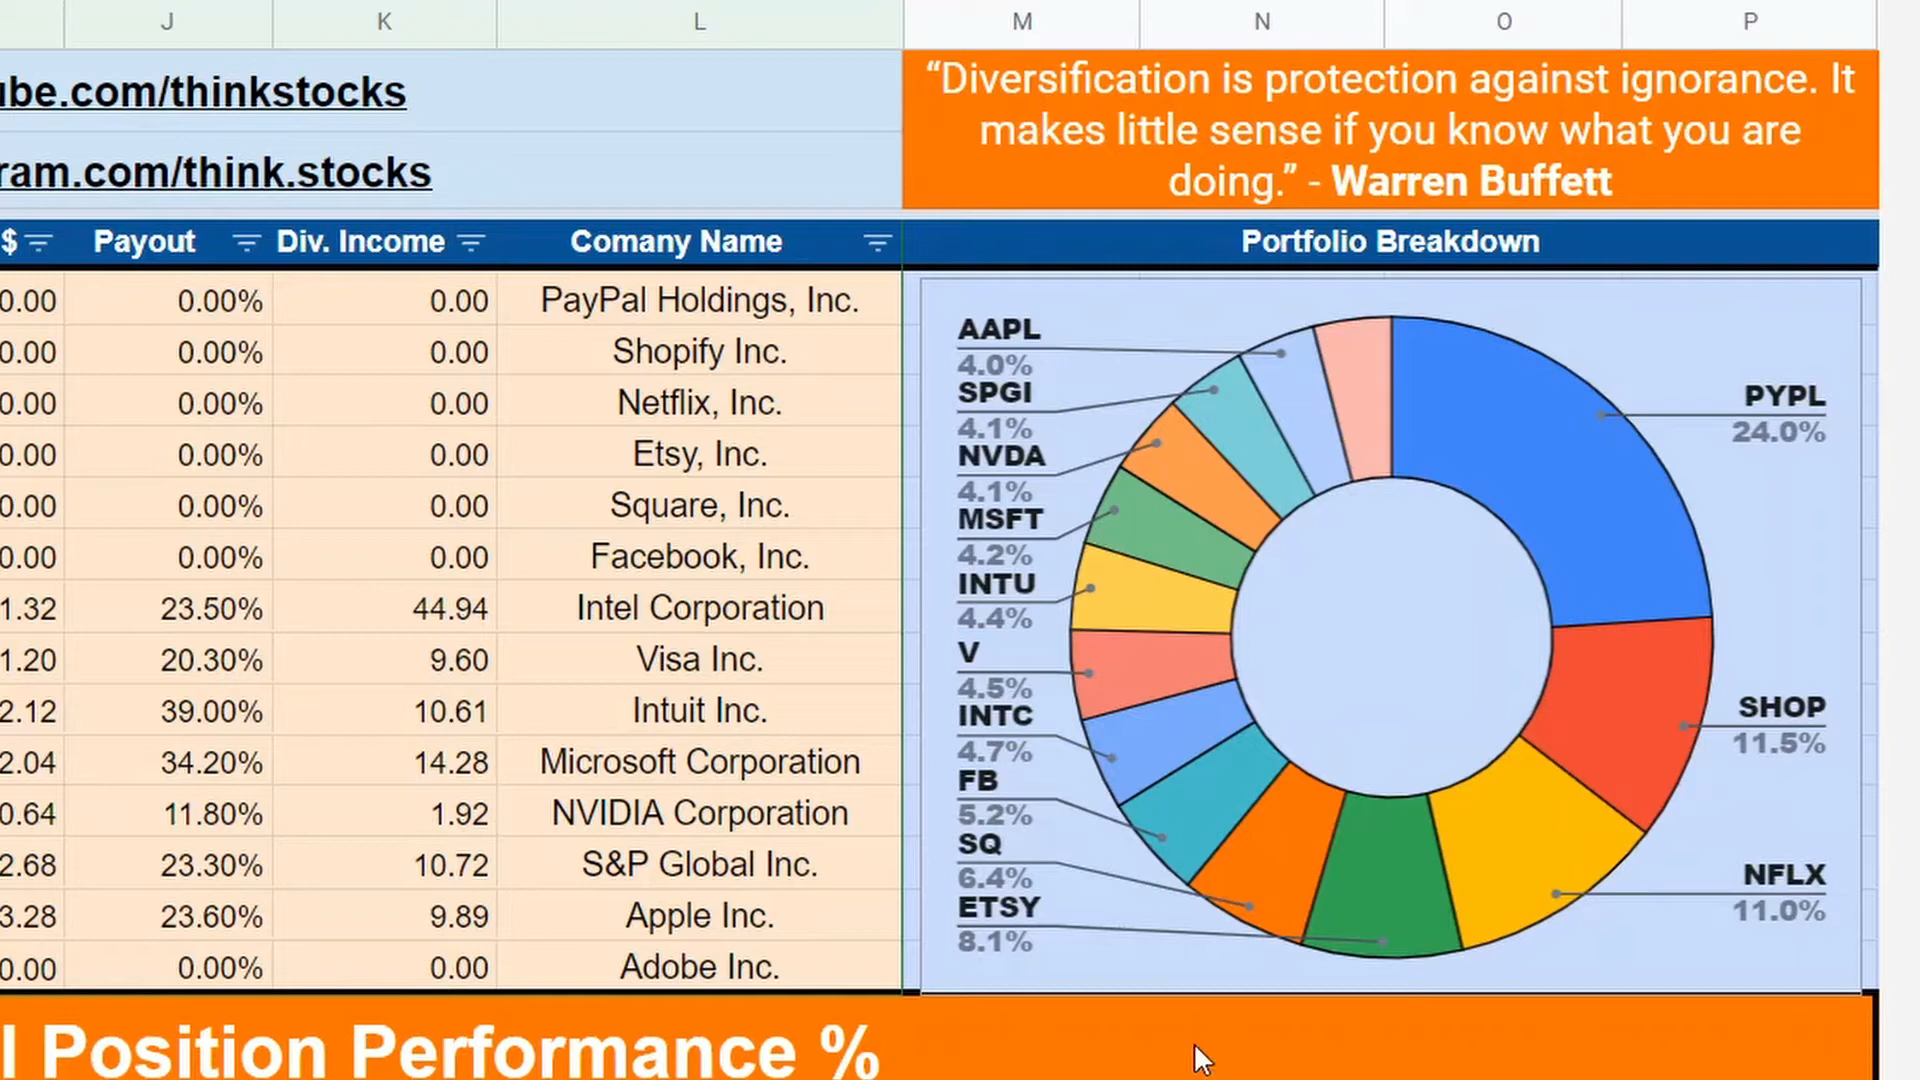 J K L M N O P
ube.com/thinkstocks
ram.com/think.stocks
“Diversification is protection against ignorance. It
makes little sense if you know what you are
doing.” - Warren Buffett
$ Payout Div. Income Comany Name Portfolio Breakdown
0.00 0.00% 0.00 PayPal Holdings, Inc.
0.00 0.00% 0.00 Shopify Inc.
0.00 0.00% 0.00 Netflix, Inc.
0.00 0.00% 0.00 Etsy, Inc.
0.00 0.00% 0.00 Square, Inc.
0.00 0.00% 0.00 Facebook, Inc.
1.32 23.50% 44.94 Intel Corporation
1.20 20.30% 9.60 Visa Inc.
2.12 39.00% 10.61 Intuit Inc.
2.04 34.20% 14.28 Microsoft Corporation
0.64 11.80% 1.92 NVIDIA Corporation
2.68 23.30% 10.72 S&P Global Inc.
3.28 23.60% 9.89 Apple Inc.
0.00 0.00% 0.00 Adobe Inc.
AAPL
4.0%
SPGI
4.1%
NVDA
4.1%
MSFT
4.2%
INTU
4.4%
V
4.5%
INTC
4.7%
FB
5.2%
SQ
6.4%
ETSY
8.1%
PYPL
24.0%
SHOP
11.5%
NFLX
11.0%
l Position Performance %